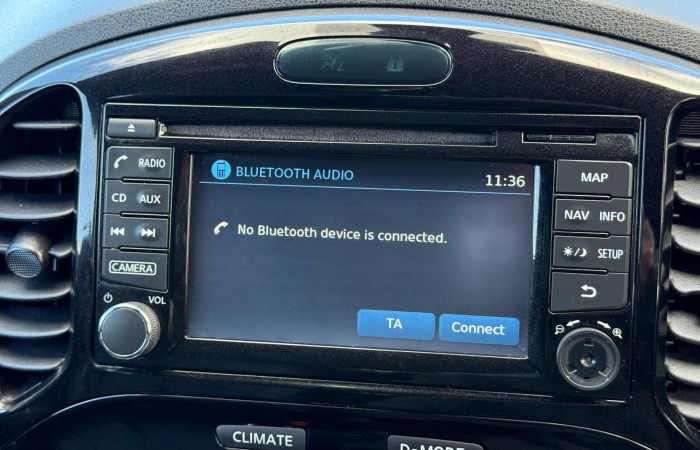 BLUETOOTH AUDIO
11:36
No Bluetooth device is connected.
TA
Connect
RADIO
CD AUX
CAMERA
VOL
MAP
NAV INFO
SETUP
CLIMATE
D-MODE